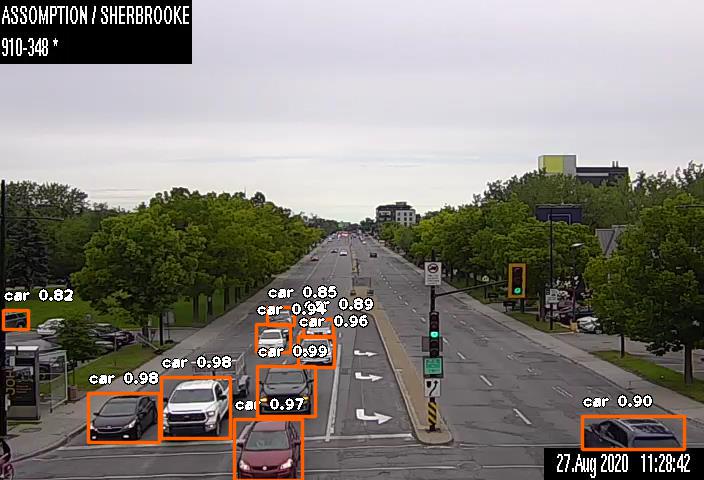 ASSOMPTION / SHERBROOKE
910-348 *
car 0.82
car 0.85
car 0.94
car 0.89
car 0.96
car 0.99
car 0.98
car 0.98
car 0.97
car 0.90
27.Aug 2020 11:28:42